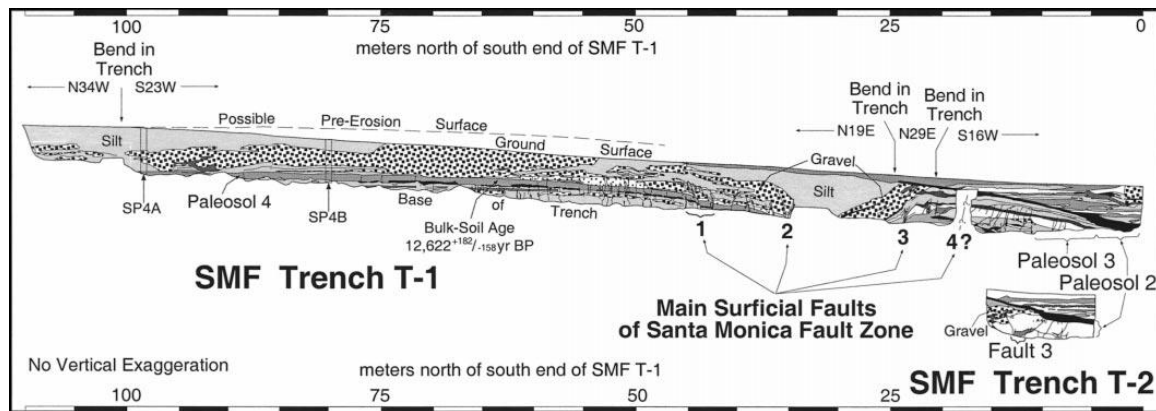 100 75 50 25 0
meters north of south end of SMF T-1
Bend in
Trench
N34W S23W
Bend in
Trench
Bend in
Trench
N19E N29E S16W
Possible Pre-Erosion Surface
Silt
Ground Surface
Gravel
Silt
SP4A
Paleosol 4
SP4B
Base of Trench
Bulk-Soil Age
12,622 +182/-158 yr BP
1 2 3 4?
Paleosol 3
Paleosol 2
SMF Trench T-1
Main Surficial Faults
of Santa Monica Fault Zone
Gravel
Fault 3
No Vertical Exaggeration
meters north of south end of SMF T-1
SMF Trench T-2
100 75 50 25 0